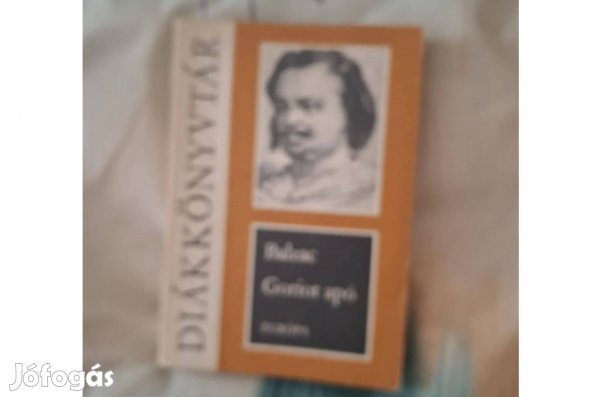 DIÁKKÖNYVTÁR
Balzac
Goriot apó
EURÓPA
Jófogás